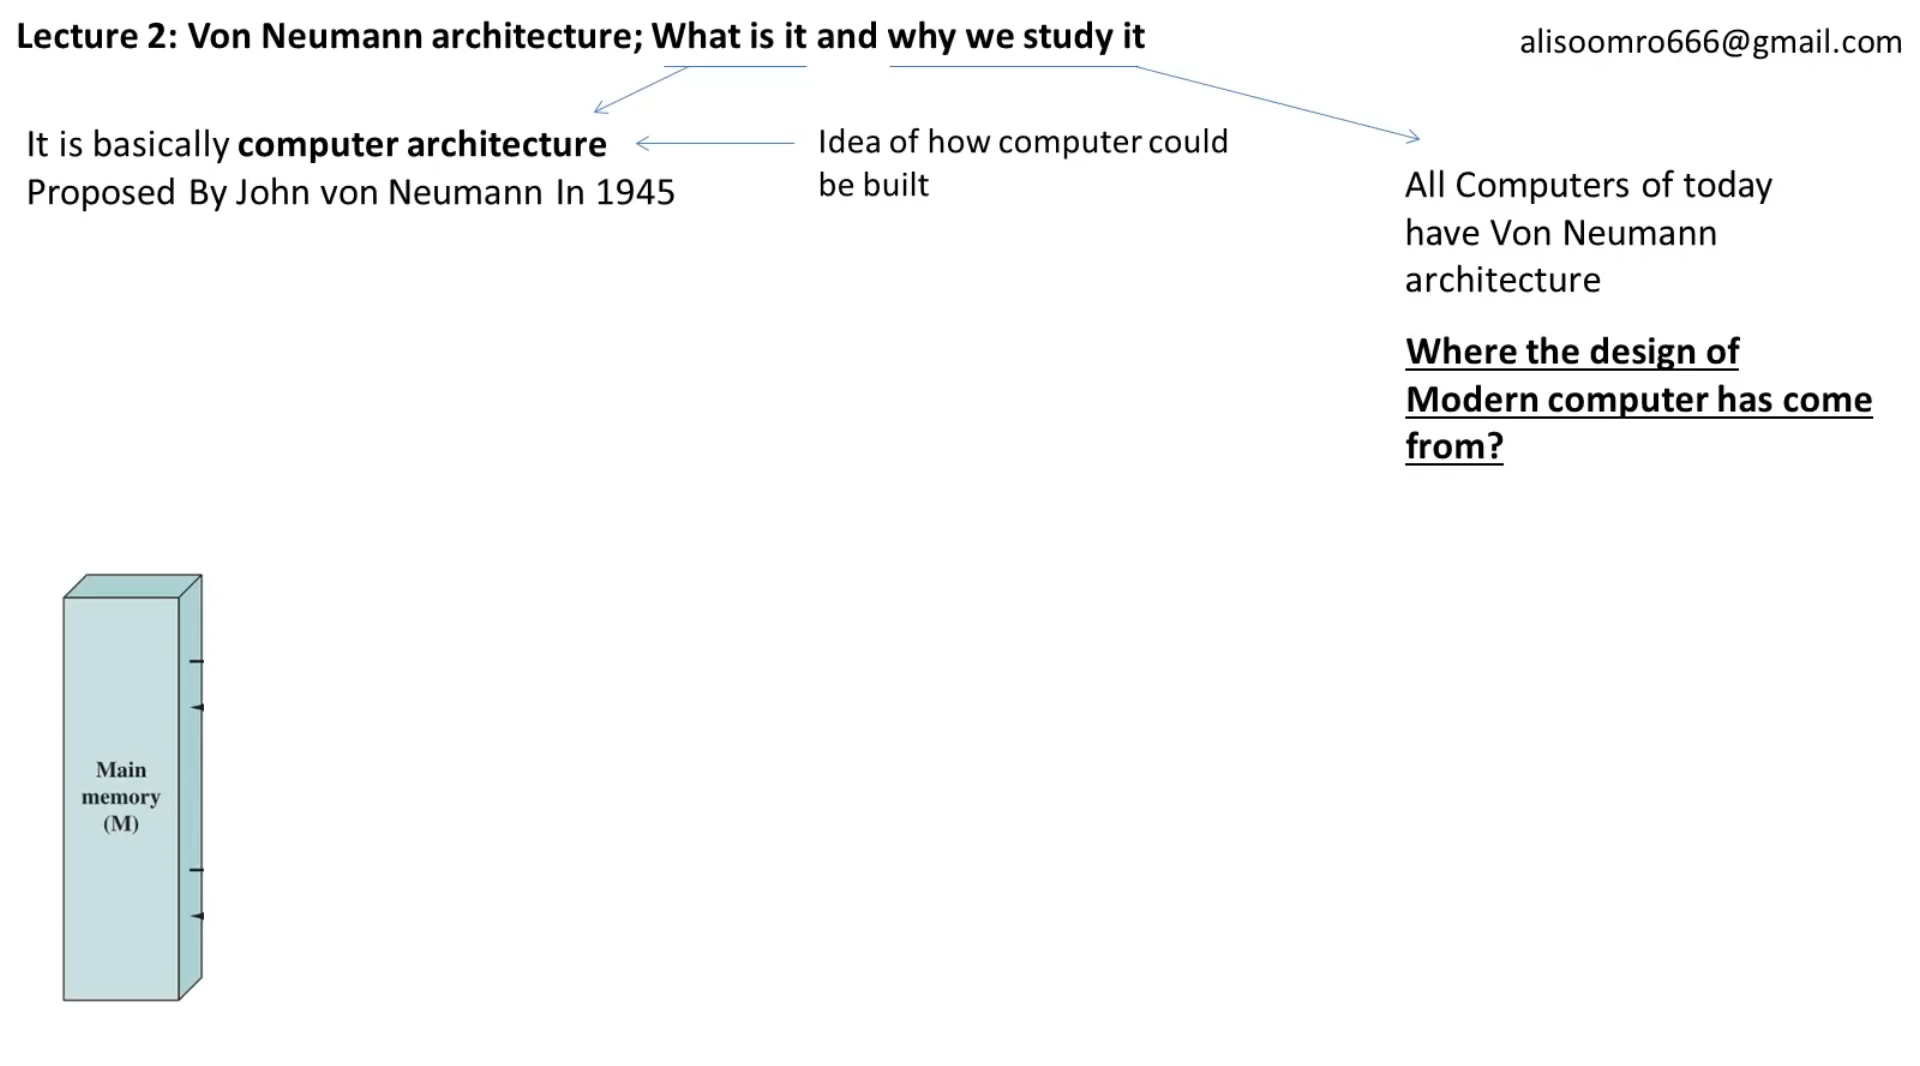 Lecture 2: Von Neumann architecture; What is it and why we study it
alisoomro666@gmail.com
It is basically computer architecture
Proposed By John von Neumann In 1945
Idea of how computer could
be built
All Computers of today
have Von Neumann
architecture
Where the design of
Modern computer has come
from?
Main
memory
(M)